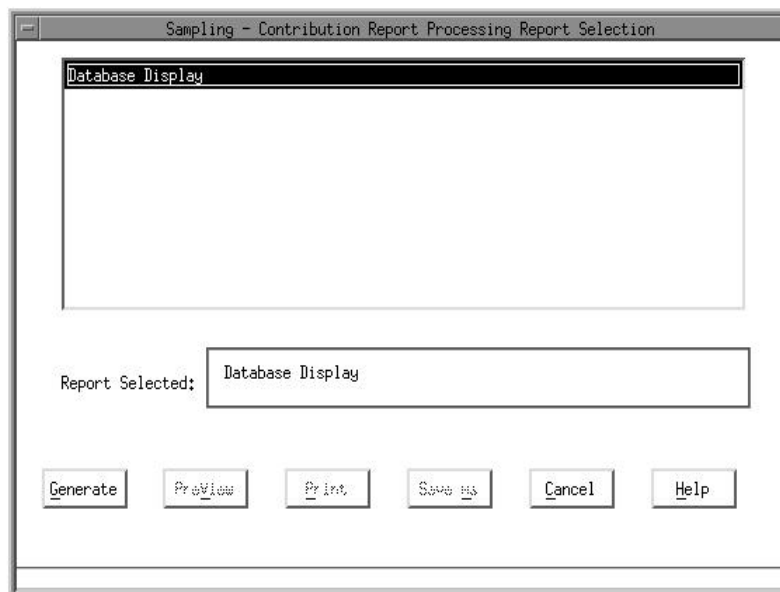 Sampling - Contribution Report Processing Report Selection
Database Display
Report Selected: Database Display
Generate PreView Print Save As Cancel Help